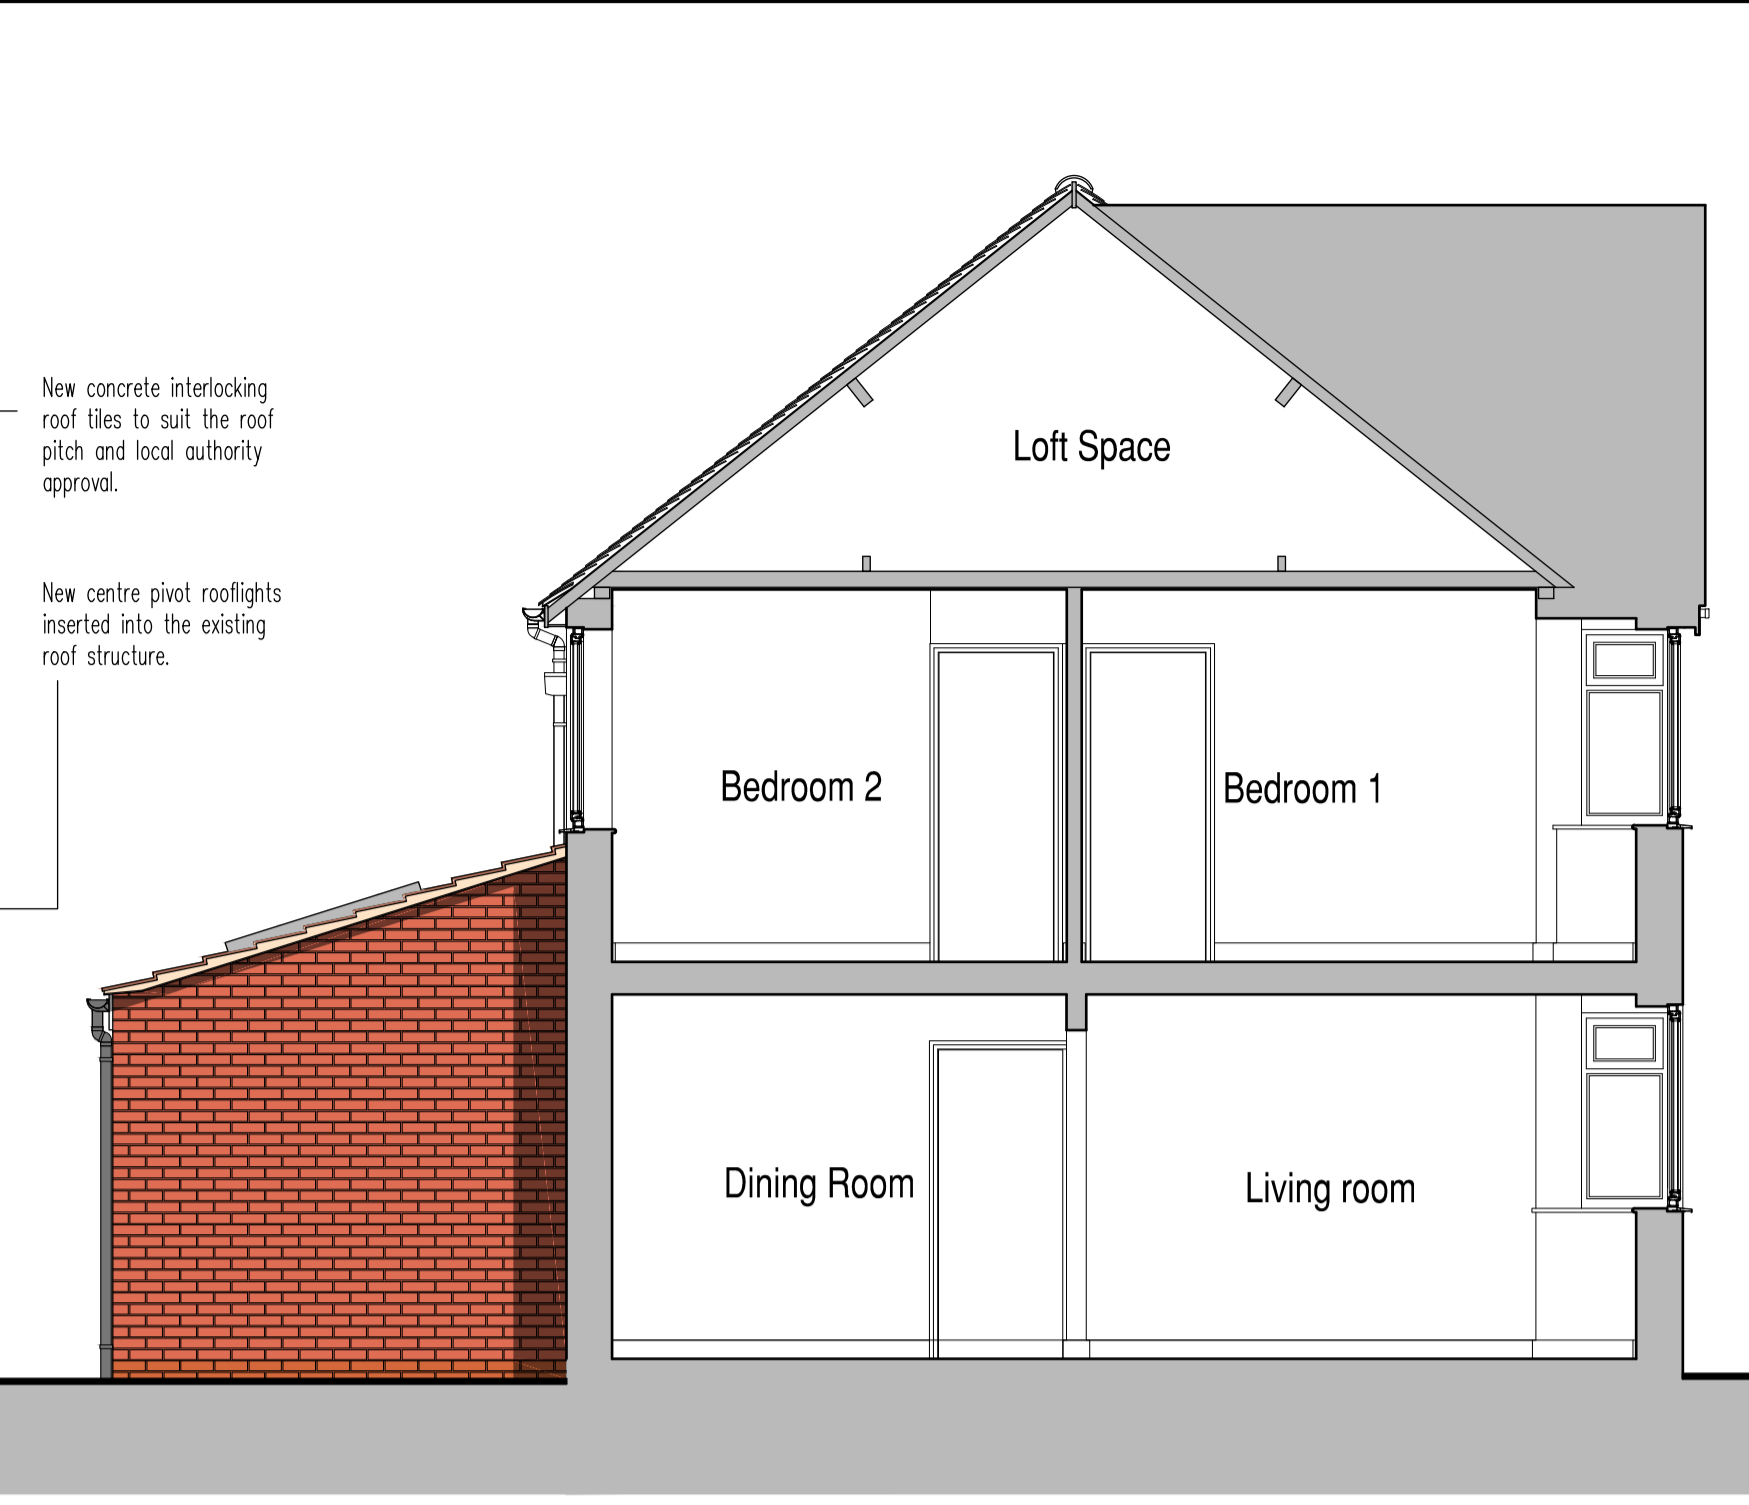 New concrete interlocking
roof tiles to suit the roof
pitch and local authority
approval.
New centre pivot rooflights
inserted into the existing
roof structure.
Loft Space
Bedroom 2
Bedroom 1
Dining Room
Living room